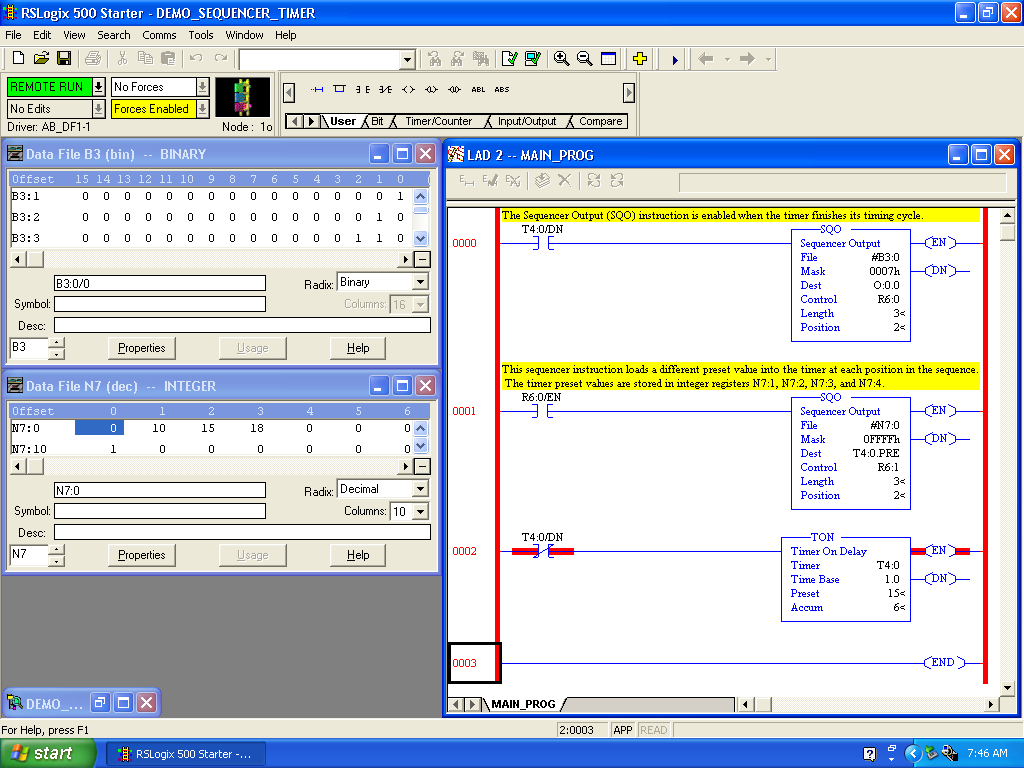 RSLogix 500 Starter - DEMO_SEQUENCER_TIMER
File Edit View Search Comms Tools Window Help
REMOTE RUN No Forces
No Edits Forces Enabled
Driver: AB_DF1-1 Node : 1o
ABL ABS
User Bit Timer/Counter Input/Output Compare
Data File B3 (bin) -- BINARY
Offset 15 14 13 12 11 10 9 8 7 6 5 4 3 2 1 0
B3:1 0 0 0 0 0 0 0 0 0 0 0 0 0 0 0 1
B3:2 0 0 0 0 0 0 0 0 0 0 0 0 0 0 1 0
B3:3 0 0 0 0 0 0 0 0 0 0 0 0 0 1 1 0
B3:0/0 Radix: Binary
Symbol: Columns: 16
Desc:
B3 Properties Usage Help
Data File N7 (dec) -- INTEGER
Offset 0 1 2 3 4 5 6
N7:0 0 10 15 18 0 0 0
N7:10 1 0 0 0 0 0 0
N7:0 Radix: Decimal
Symbol: Columns: 10
Desc:
N7 Properties Usage Help
DEMO_...
LAD 2 -- MAIN_PROG
The Sequencer Output (SQO) instruction is enabled when the timer finishes its timing cycle.
0000
T4:0/DN
SQO
Sequencer Output
File #B3:0
Mask 0007h
Dest O:0.0
Control R6:0
Length 3<
Position 2<
EN
DN
This sequencer instruction loads a different preset value into the timer at each position in the sequence.
The timer preset values are stored in integer registers N7:1, N7:2, N7:3, and N7:4.
0001
R6:0/EN
SQO
Sequencer Output
File #N7:0
Mask 0FFFFh
Dest T4:0.PRE
Control R6:1
Length 3<
Position 2<
EN
DN
0002
T4:0/DN
TON
Timer On Delay
Timer T4:0
Time Base 1.0
Preset 15<
Accum 6<
EN
DN
0003
END
MAIN_PROG
For Help, press F1 2:0003 APP READ
start RSLogix 500 Starter -... 7:46 AM